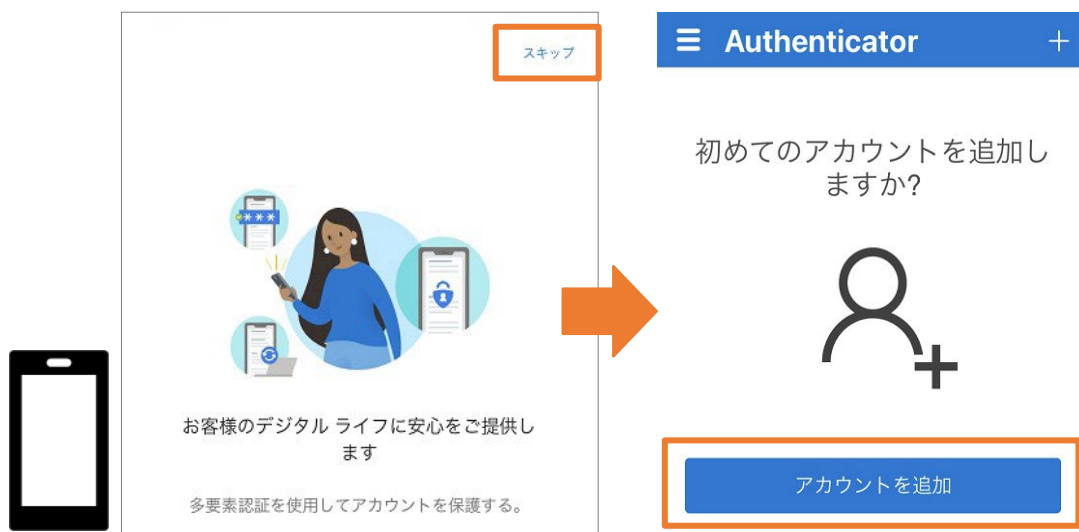 スキップ
***
お客様のデジタル ライフに安心をご提供し
ます
多要素認証を使用してアカウントを保護する。
Authenticator
初めてのアカウントを追加し
ますか?
アカウントを追加